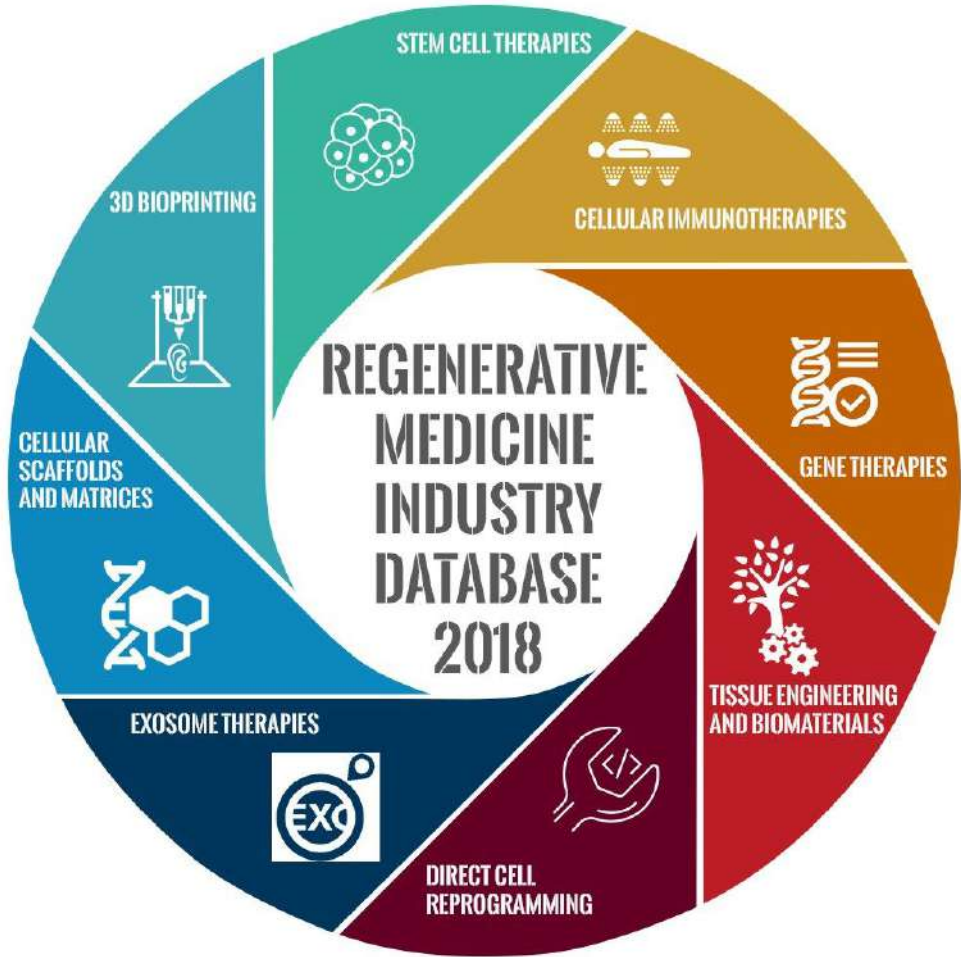 STEM CELL THERAPIES
CELLULAR IMMUNOTHERAPIES
GENE THERAPIES
TISSUE ENGINEERING
AND BIOMATERIALS
DIRECT CELL
REPROGRAMMING
EXOSOME THERAPIES
EXO
CELLULAR
SCAFFOLDS
AND MATRICES
3D BIOPRINTING
REGENERATIVE
MEDICINE
INDUSTRY
DATABASE
2018